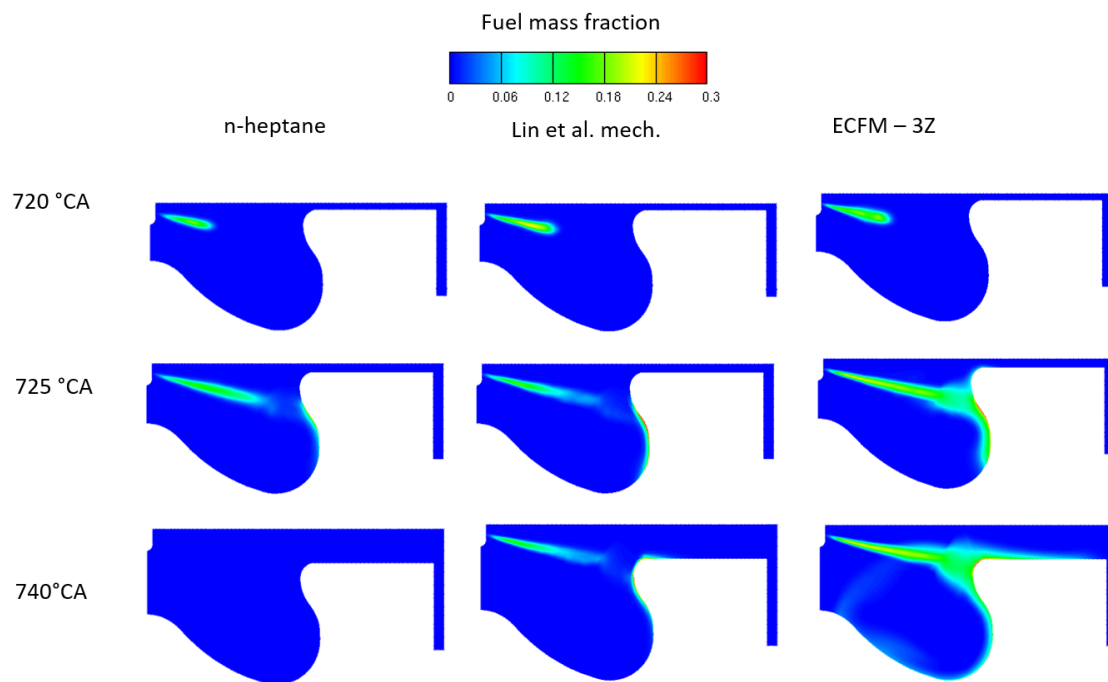 Fuel mass fraction
0 0.06 0.12 0.18 0.24 0.3
n-heptane Lin et al. mech. ECFM – 3Z
720 °CA
725 °CA
740°CA